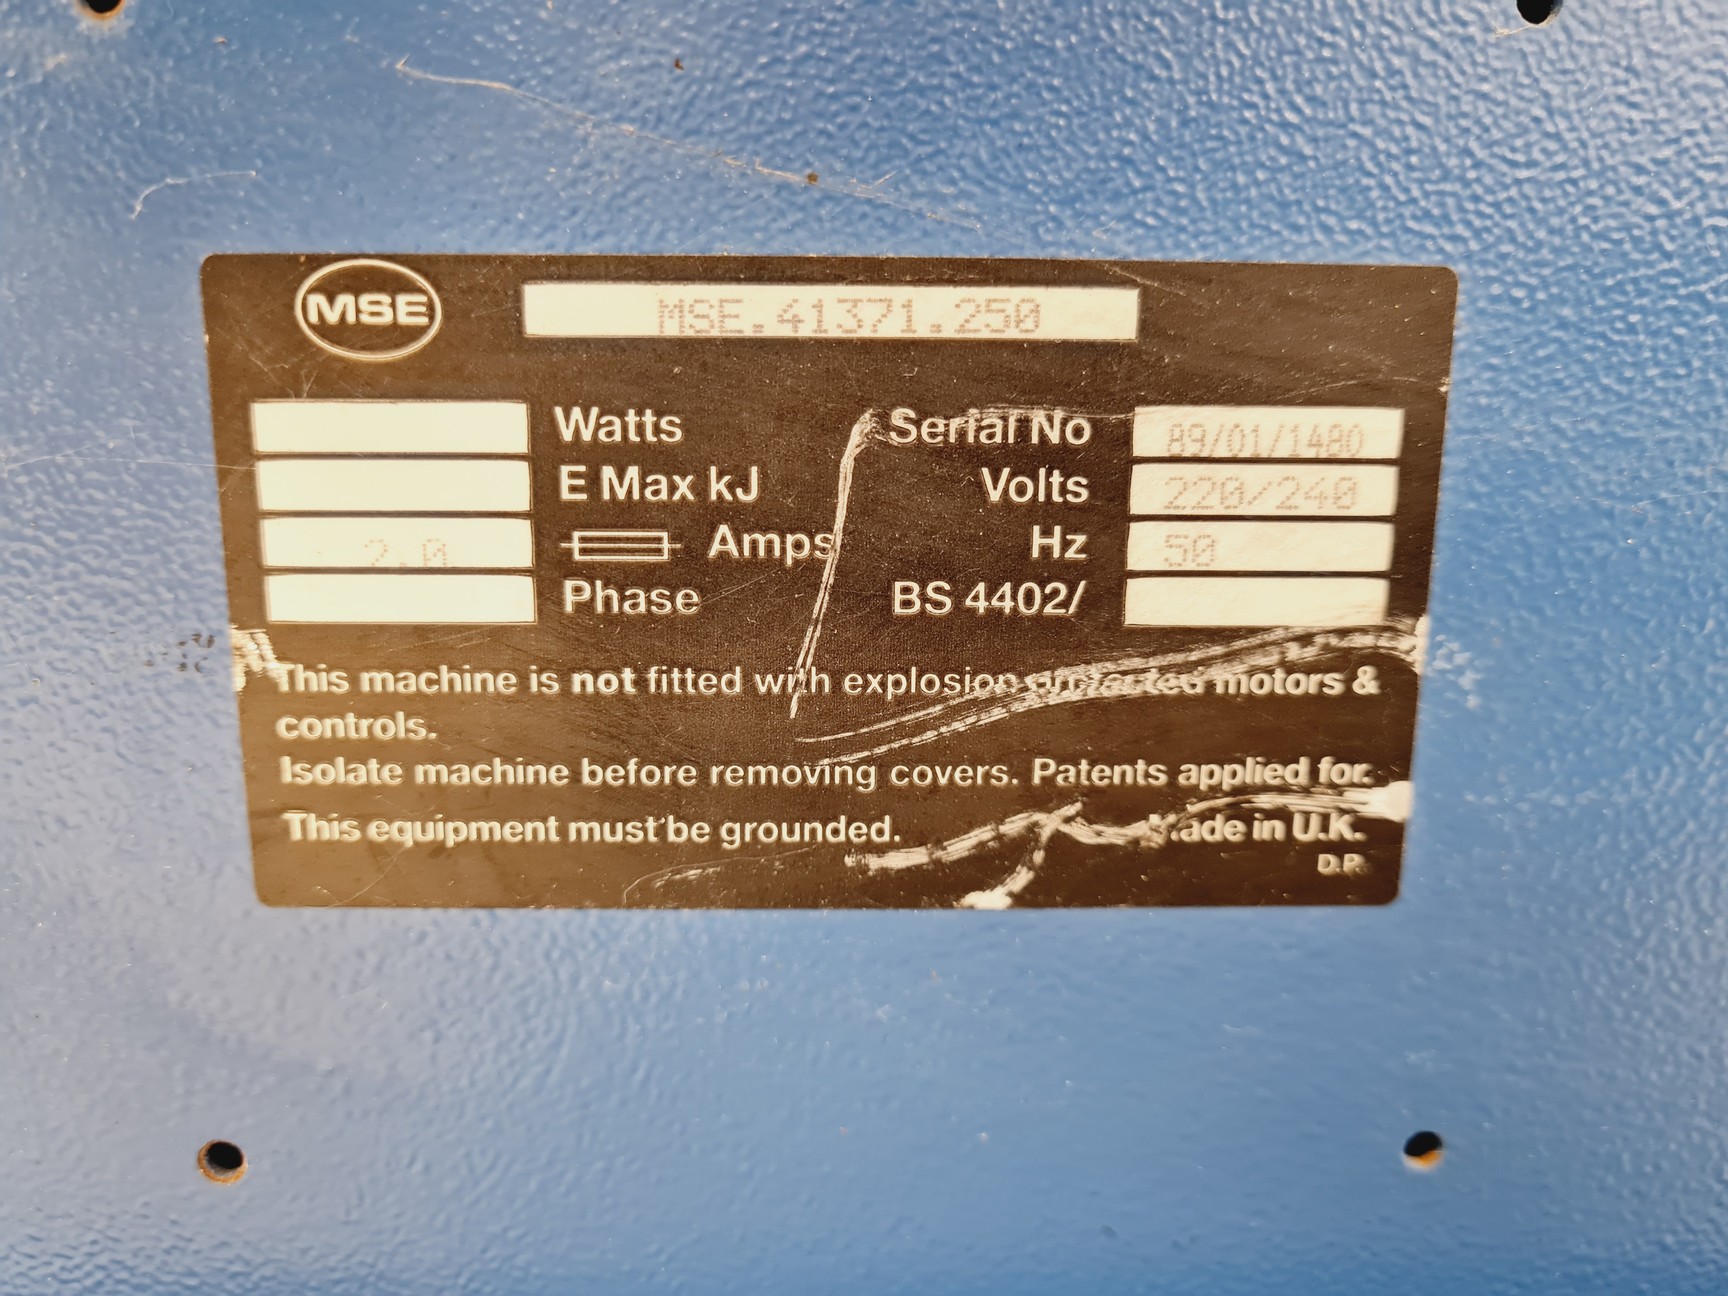 MSE MSE.41371.250
Watts Serial No 89/01/1480
E Max kJ Volts 220/240
2.0 Amps Hz 50
Phase BS 4402/
This machine is not fitted with explosion protected motors &
controls.
Isolate machine before removing covers. Patents applied for.
This equipment must be grounded. Made in U.K.
D.P.